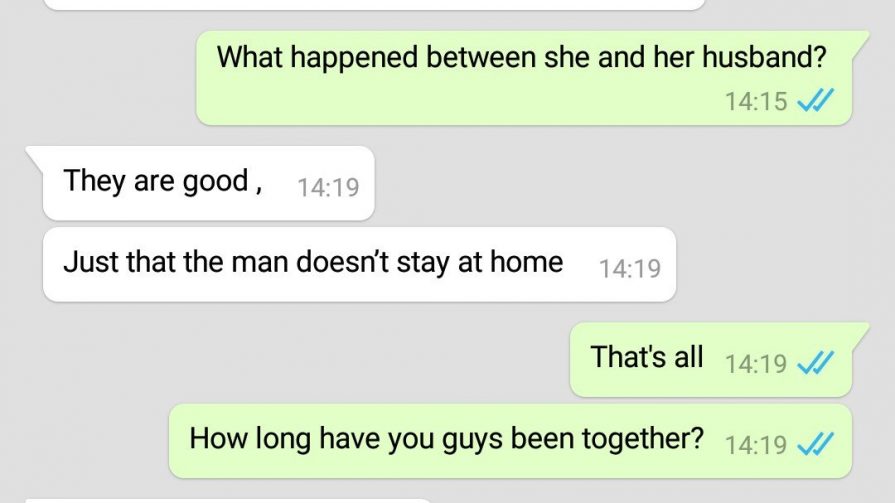 What happened between she and her husband?
14:15
They are good , 14:19
Just that the man doesn’t stay at home 14:19
That's all 14:19
How long have you guys been together? 14:19